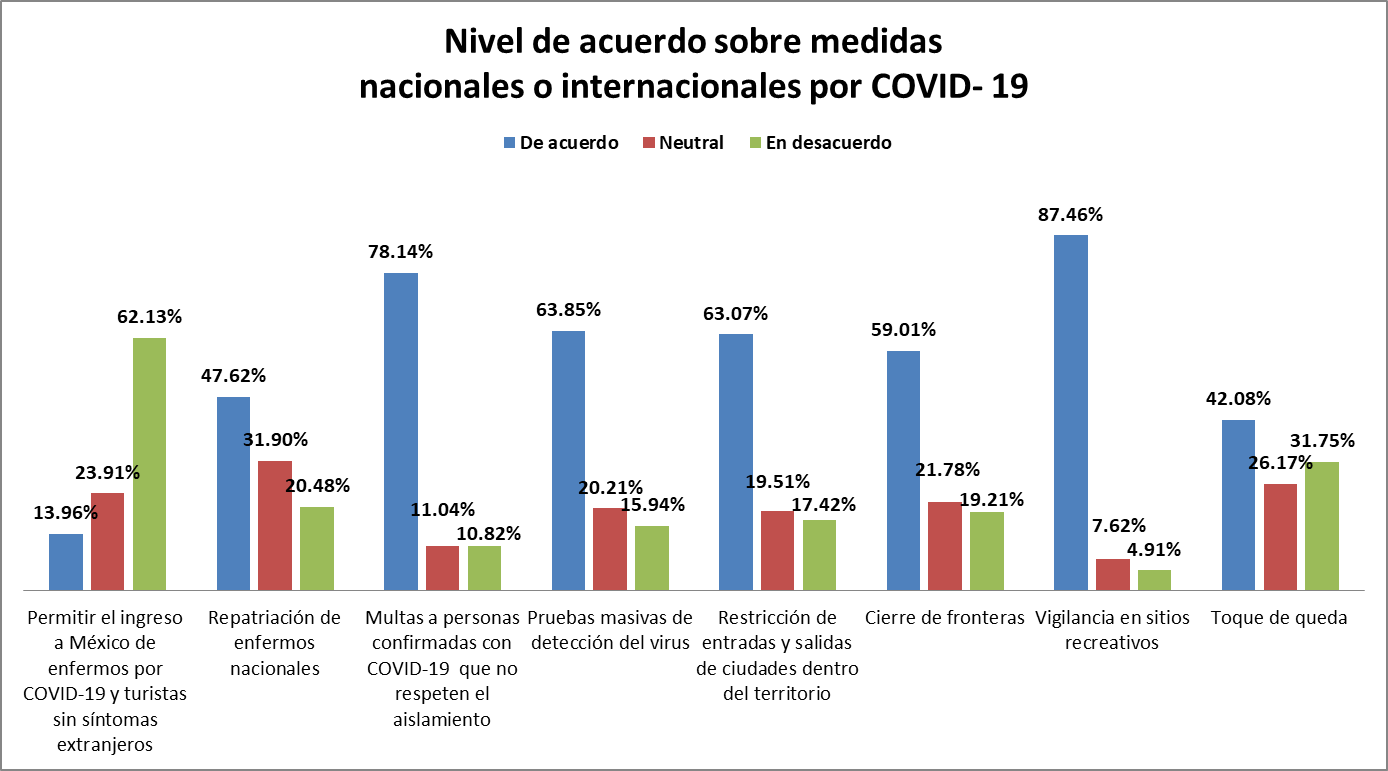 Nivel de acuerdo sobre medidas
nacionales o internacionales por COVID- 19
De acuerdo Neutral En desacuerdo
13.96% 23.91% 62.13%
47.62% 31.90% 20.48%
78.14% 11.04% 10.82%
63.85% 20.21% 15.94%
63.07% 19.51% 17.42%
59.01% 21.78% 19.21%
87.46% 7.62% 4.91%
42.08% 26.17% 31.75%
Permitir el ingreso
a México de
enfermos por
COVID-19 y turistas
sin síntomas
extranjeros
Repatriación de
enfermos
nacionales
Multas a personas
confirmadas con
COVID-19 que no
respeten el
aislamiento
Pruebas masivas de
detección del virus
Restricción de
entradas y salidas
de ciudades dentro
del territorio
Cierre de fronteras
Vigilancia en sitios
recreativos
Toque de queda